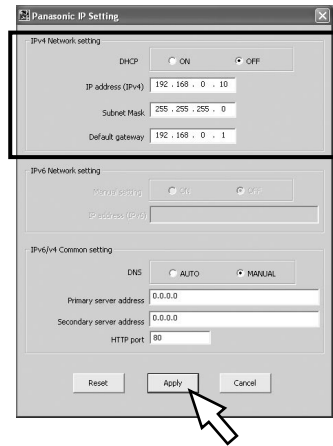 Panasonic IP Setting
IPv4 Network setting
DHCP ON OFF
IP address (IPv4) 192 . 168 . 0 . 10
Subnet Mask 255 . 255 . 255 . 0
Default gateway 192 . 168 . 0 . 1
IPv6 Network setting
Manual setting ON OFF
IP address (IPv6)
IPv6/v4 Common setting
DNS AUTO MANUAL
Primary server address 0.0.0.0
Secondary server address 0.0.0.0
HTTP port 80
Reset Apply Cancel